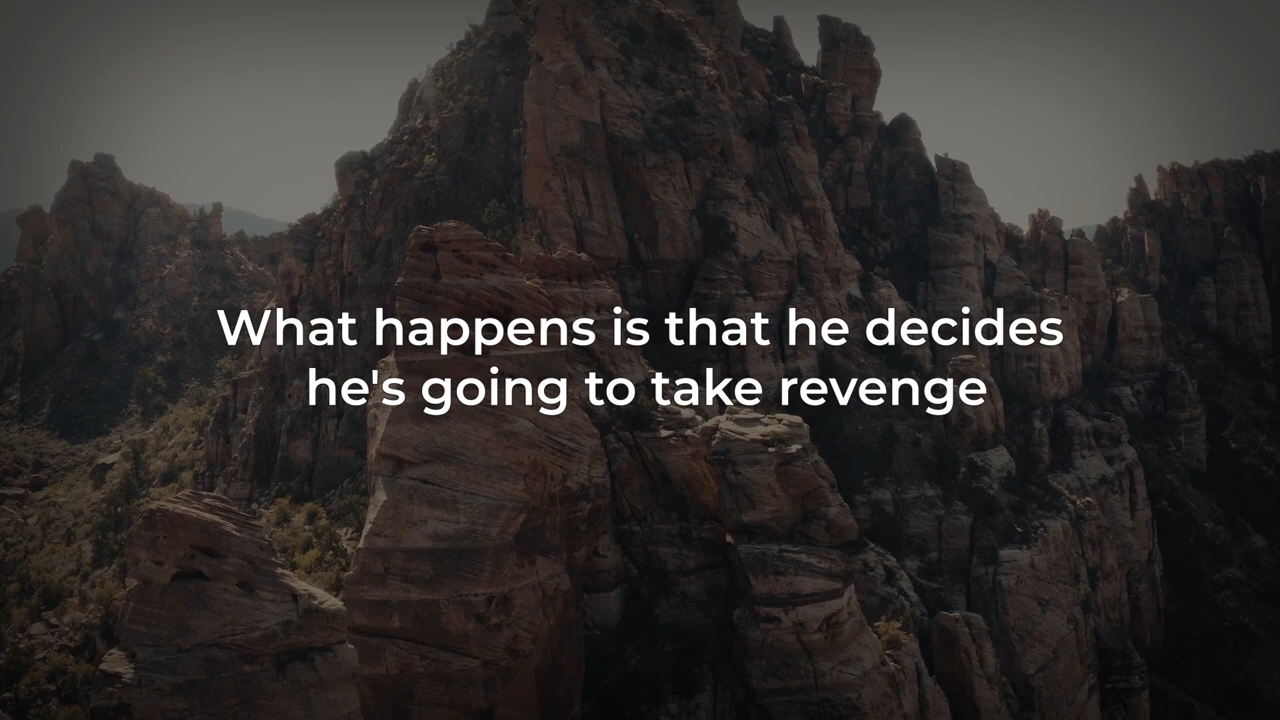 What happens is that he decides
he's going to take revenge